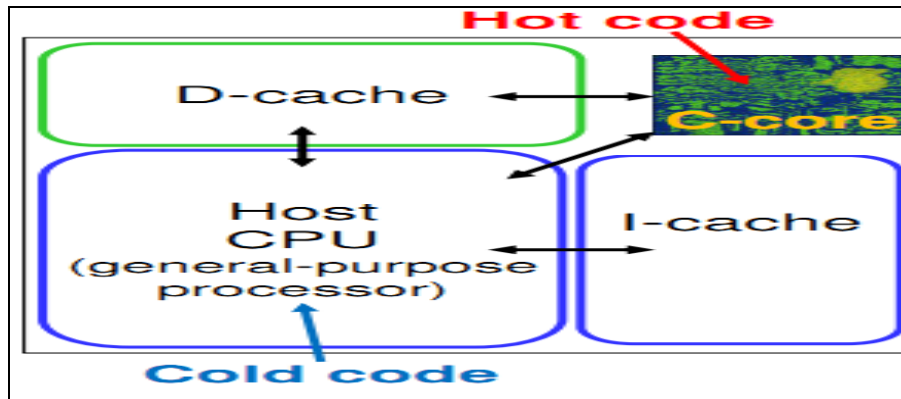 Hot code
D-cache
C-core
Host
CPU
(general-purpose
processor)
I-cache
Cold code